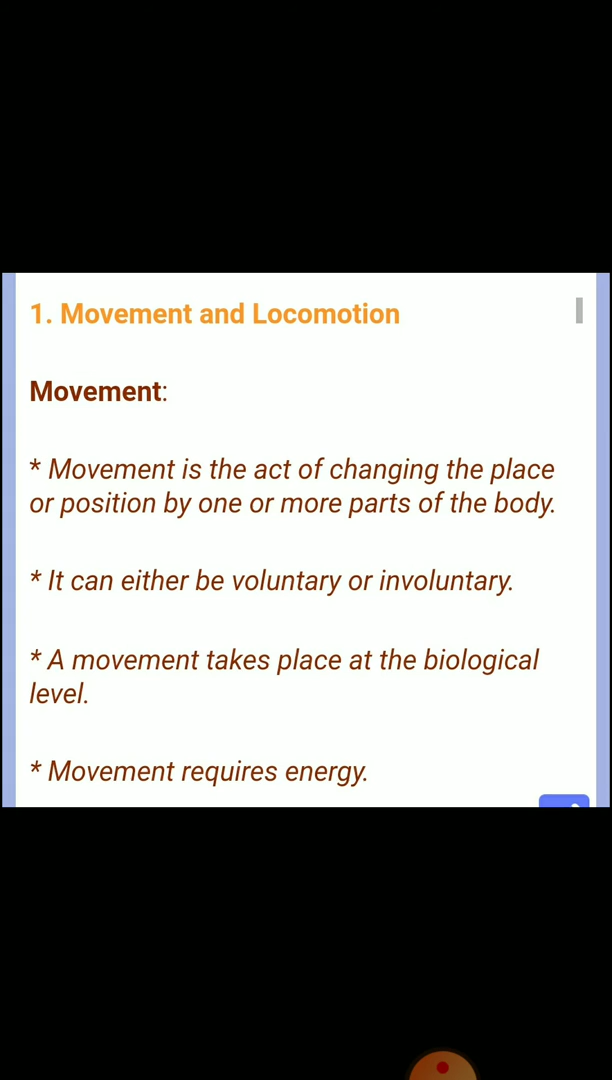 1. Movement and Locomotion
Movement:
* Movement is the act of changing the place
or position by one or more parts of the body.
* It can either be voluntary or involuntary.
* A movement takes place at the biological
level.
* Movement requires energy.